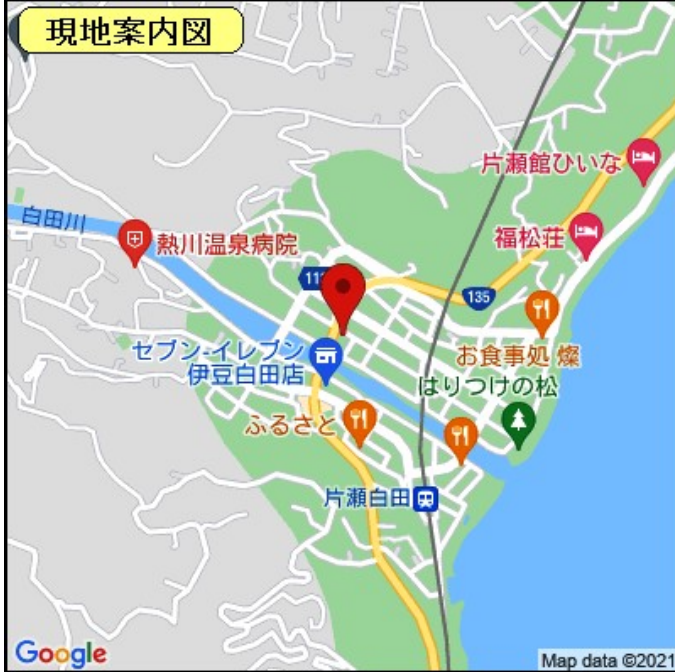 現地案内図
片瀬館ひいな
白田川
熱川温泉病院
福松荘
11
135
セブン-イレブン
伊豆白田店
お食事処 燦
はりつけの松
ふるさと
片瀬白田
Google
Map data ©2021